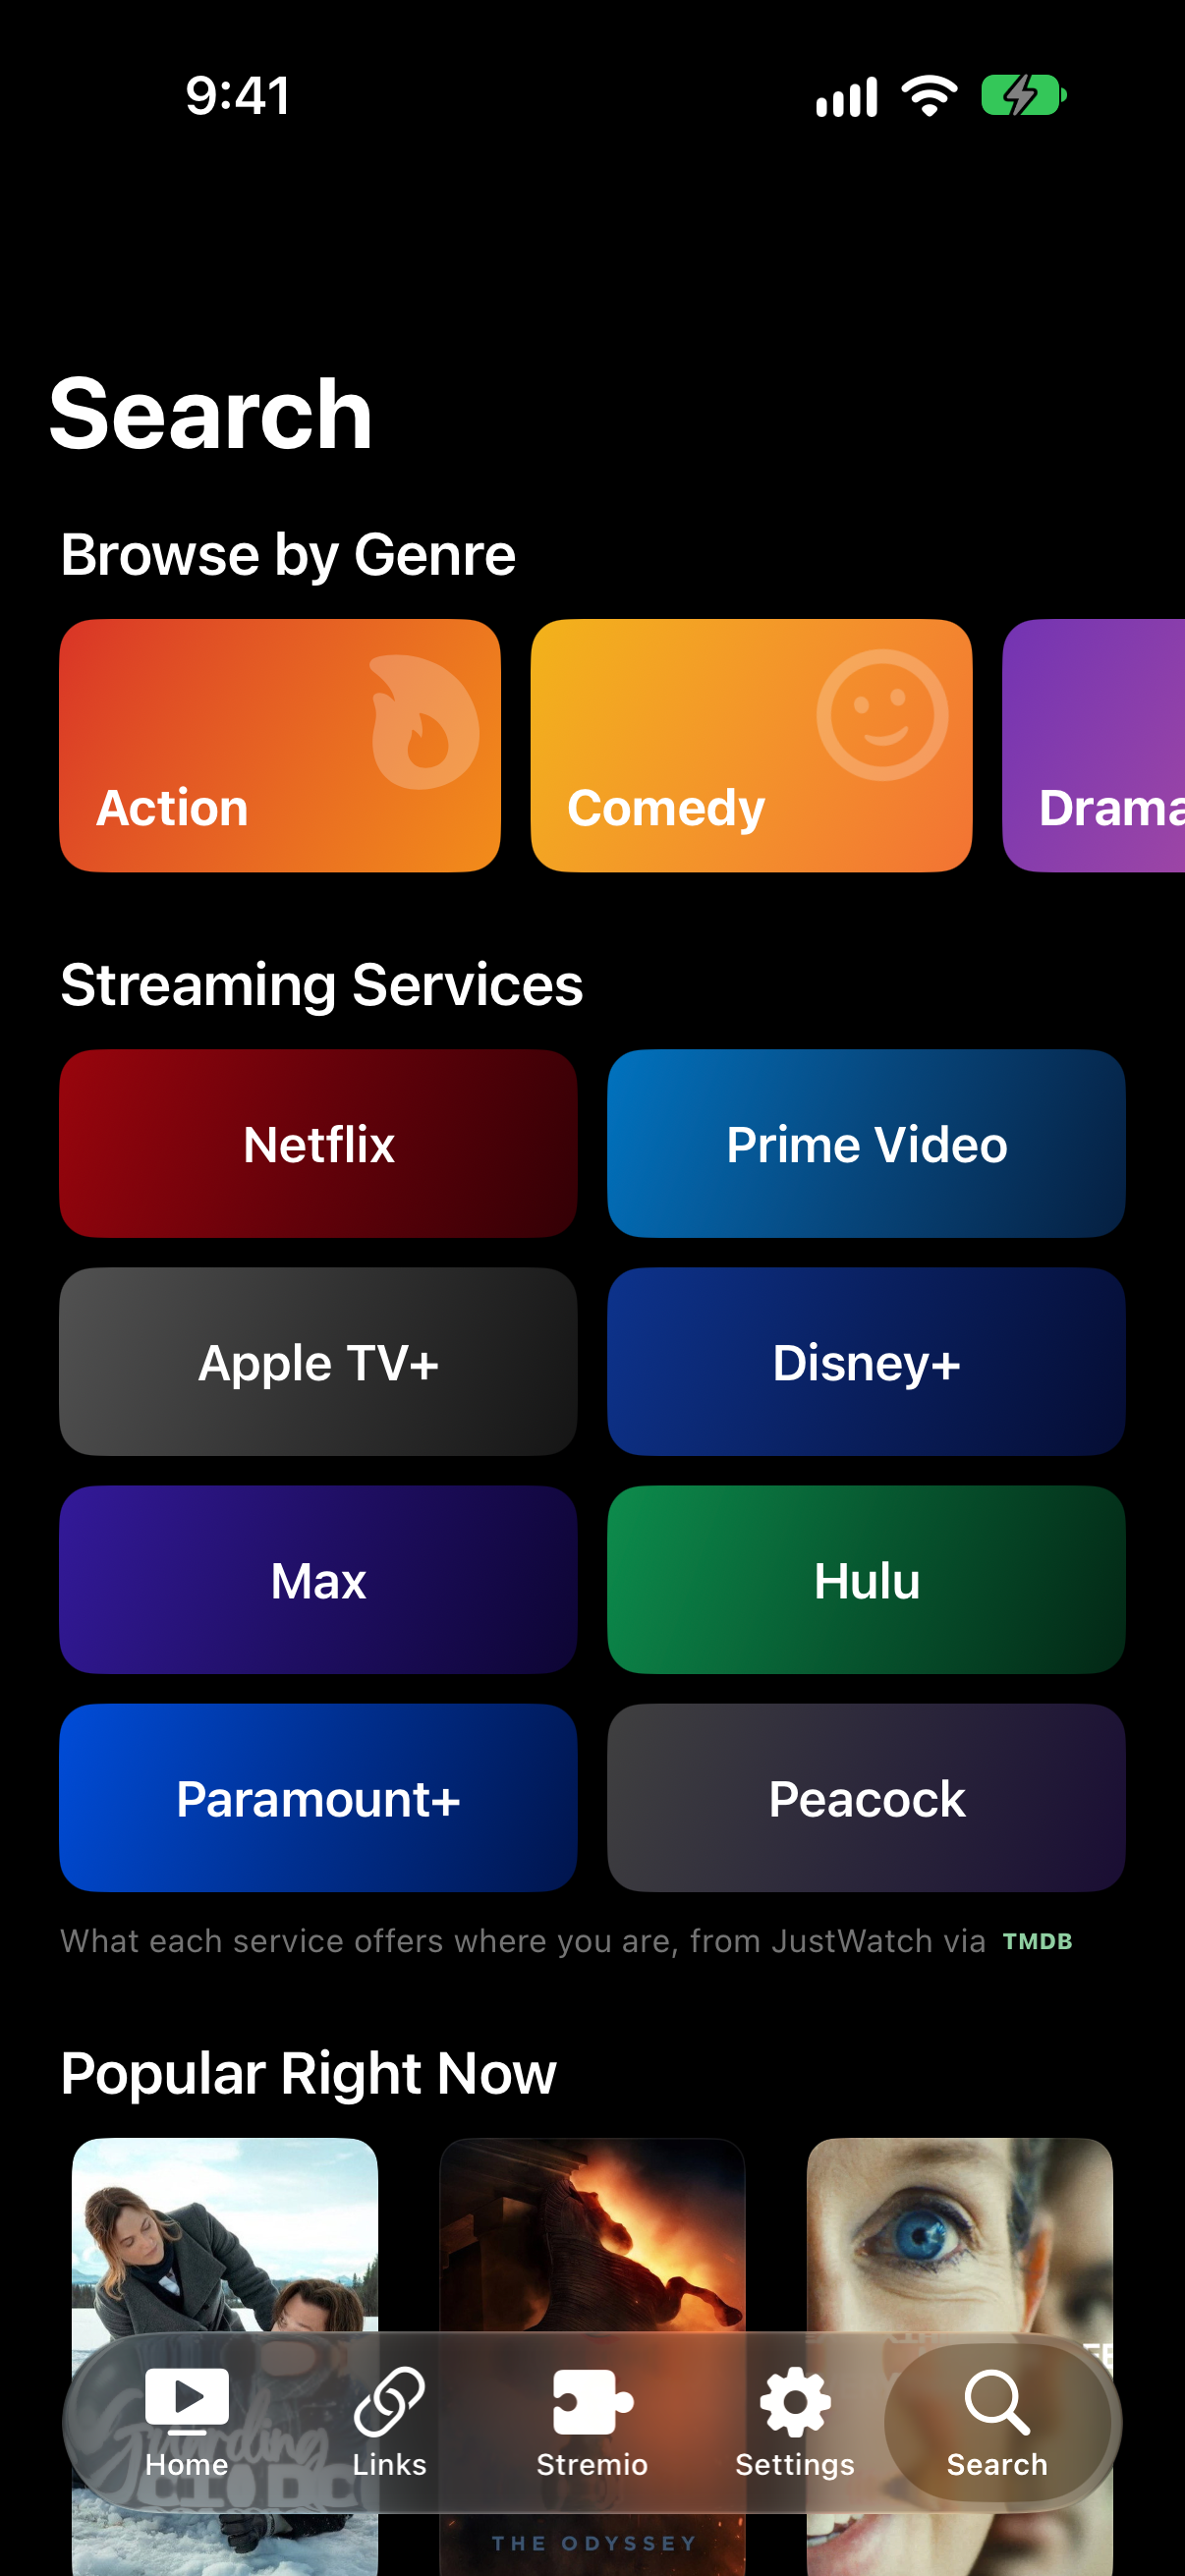 9:41
Search
Browse by Genre
Action
Comedy
Drama
Streaming Services
Netflix
Prime Video
Apple TV+
Disney+
Max
Hulu
Paramount+
Peacock
What each service offers where you are, from JustWatch via TMDB
Popular Right Now
Home
Links
Stremio
Settings
Search
THE ODYSSEY